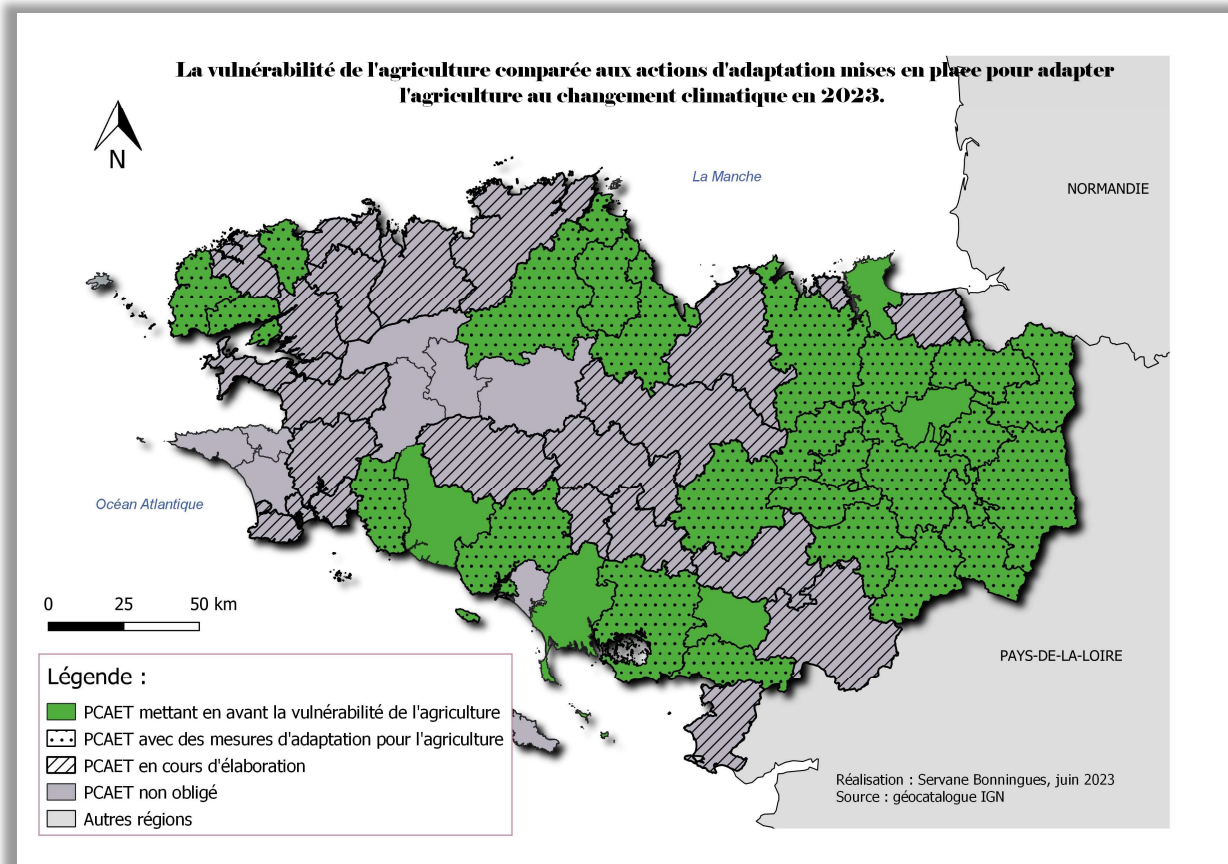 La vulnérabilité de l'agriculture comparée aux actions d'adaptation mises en place pour adapter
l'agriculture au changement climatique en 2023.
N
La Manche
NORMANDIE
Océan Atlantique
0 25 50 km
PAYS-DE-LA-LOIRE
Légende :
PCAET mettant en avant la vulnérabilité de l'agriculture
PCAET avec des mesures d'adaptation pour l'agriculture
PCAET en cours d'élaboration
PCAET non obligé
Autres régions
Réalisation : Servane Bonningues, juin 2023
Source : géocatalogue IGN